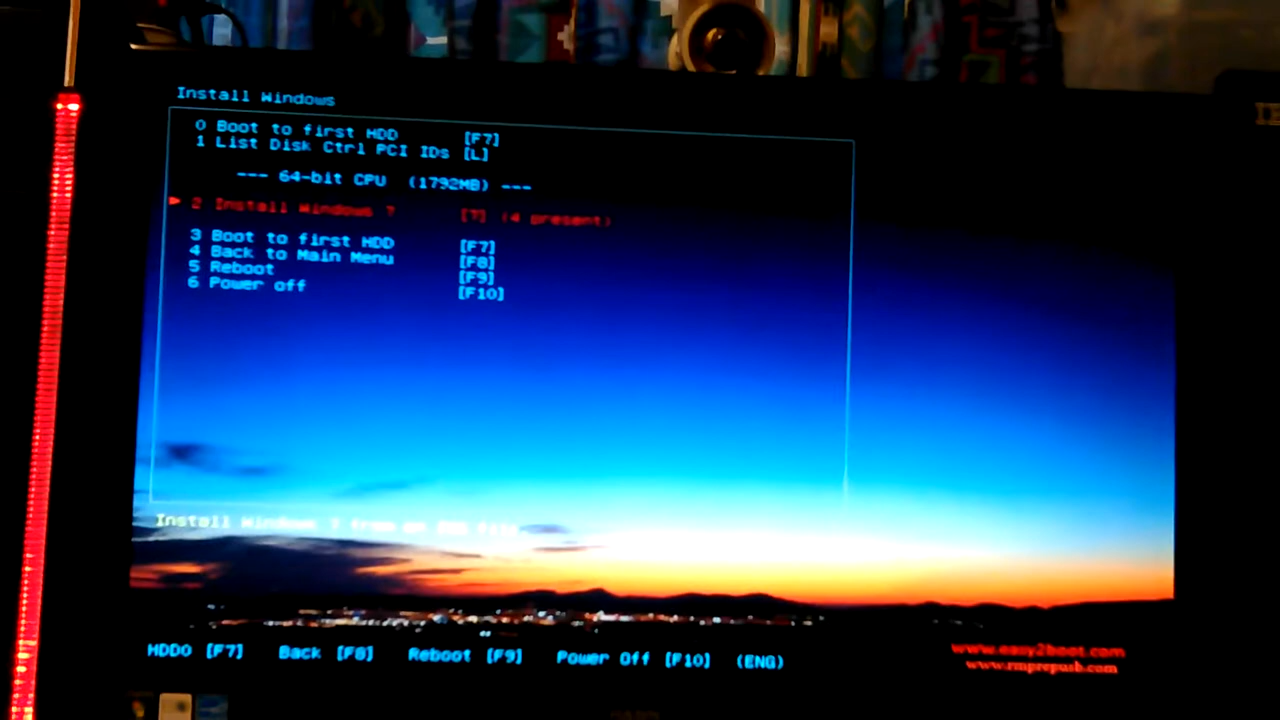 Install Windows
0 Boot to first HDD [F7]
1 List Disk Ctrl PCI IDs [L]
--- 64-bit CPU (1792MB) ---
2 Install Windows 7 [7] (4 present)
3 Boot to first HDD [F7]
4 Back to Main Menu [F8]
5 Reboot [F9]
6 Power off [F10]
Install Windows 7 from an ISO file
HDD0 [F7] Back [F8] Reboot [F9] Power Off [F10] (ENG)
www.easy2boot.com
www.rmprepusb.com